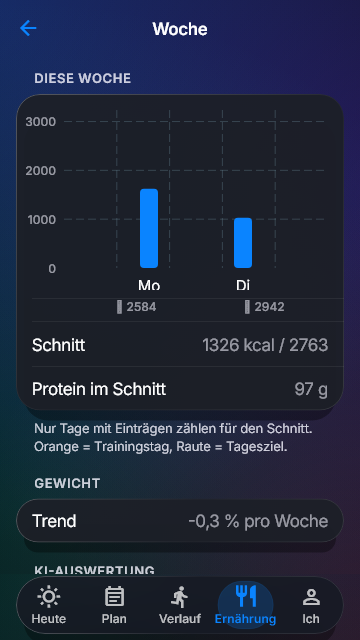 Woche
DIESE WOCHE
3000
2000
1000
0
Mo Di
2584 2942
Schnitt 1326 kcal / 2763
Protein im Schnitt 97 g
Nur Tage mit Einträgen zählen für den Schnitt.
Orange = Trainingstag, Raute = Tagesziel.
GEWICHT
Trend -0,3 % pro Woche
KI-AUSWERTUNG
Heute Plan Verlauf Ernährung Ich